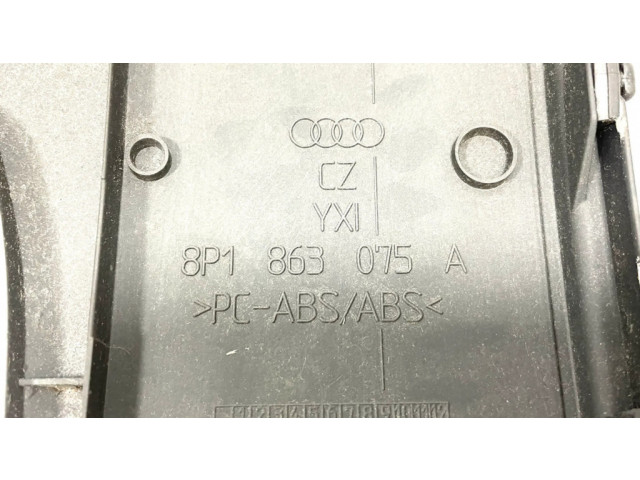 CZ
YXI
8P1 863 075 A
>PC-ABS/ABS<